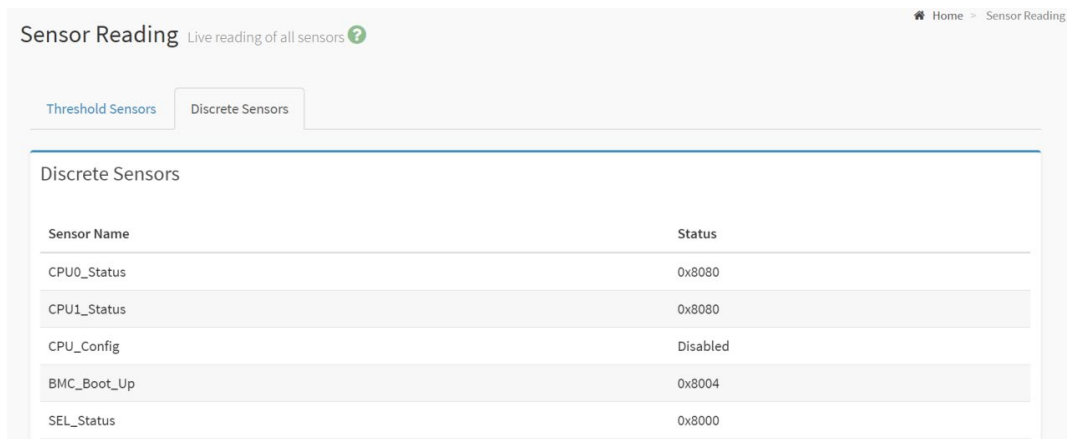 Home > Sensor Reading
Sensor Reading Live reading of all sensors ?
Threshold Sensors Discrete Sensors
Discrete Sensors
Sensor Name Status
CPU0_Status 0x8080
CPU1_Status 0x8080
CPU_Config Disabled
BMC_Boot_Up 0x8004
SEL_Status 0x8000